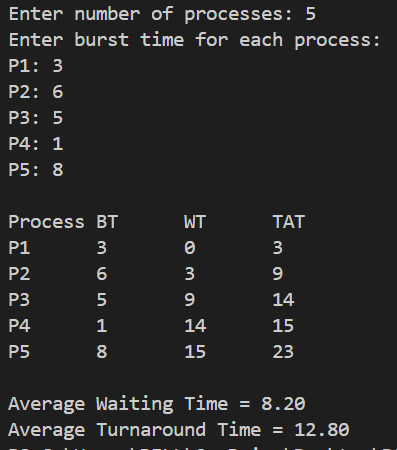 Enter number of processes: 5
Enter burst time for each process:
P1: 3
P2: 6
P3: 5
P4: 1
P5: 8
Process BT WT TAT
P1 3 0 3
P2 6 3 9
P3 5 9 14
P4 1 14 15
P5 8 15 23
Average Waiting Time = 8.20
Average Turnaround Time = 12.80